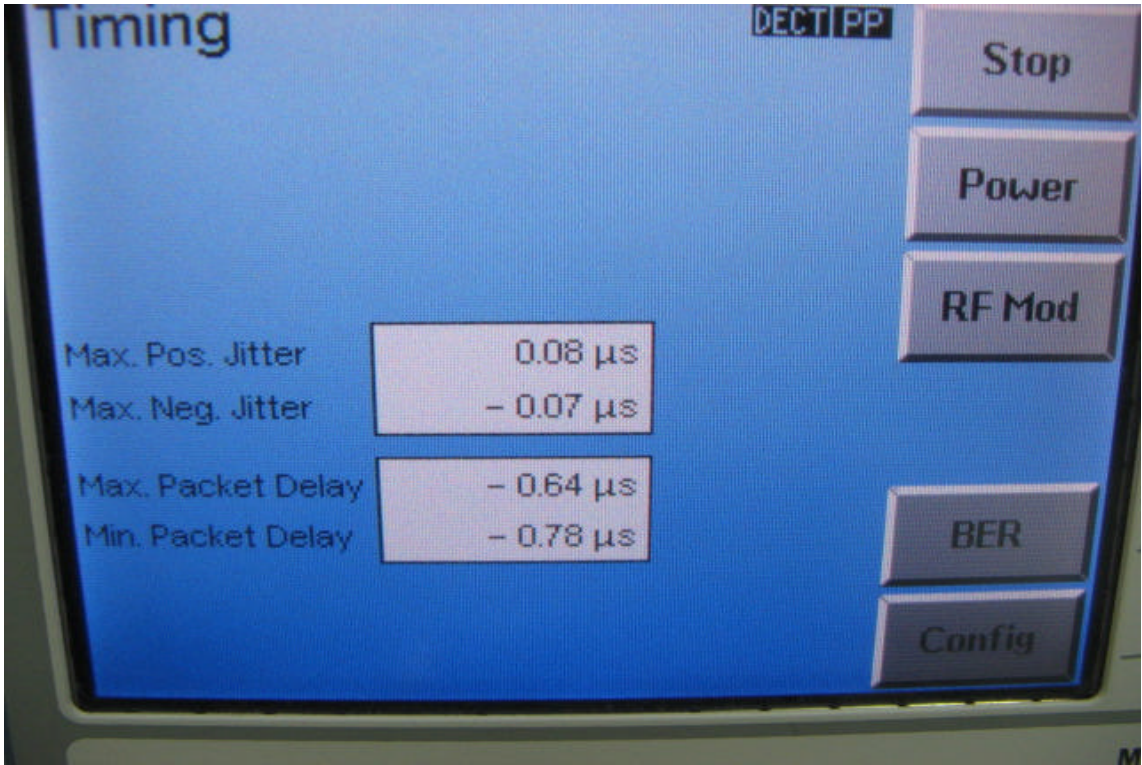 Timing
DECT PP
Stop
Power
RF Mod
Max. Pos. Jitter 0.08 µs
Max. Neg. Jitter – 0.07 µs
Max. Packet Delay – 0.64 µs
Min. Packet Delay – 0.78 µs
BER
Config
M